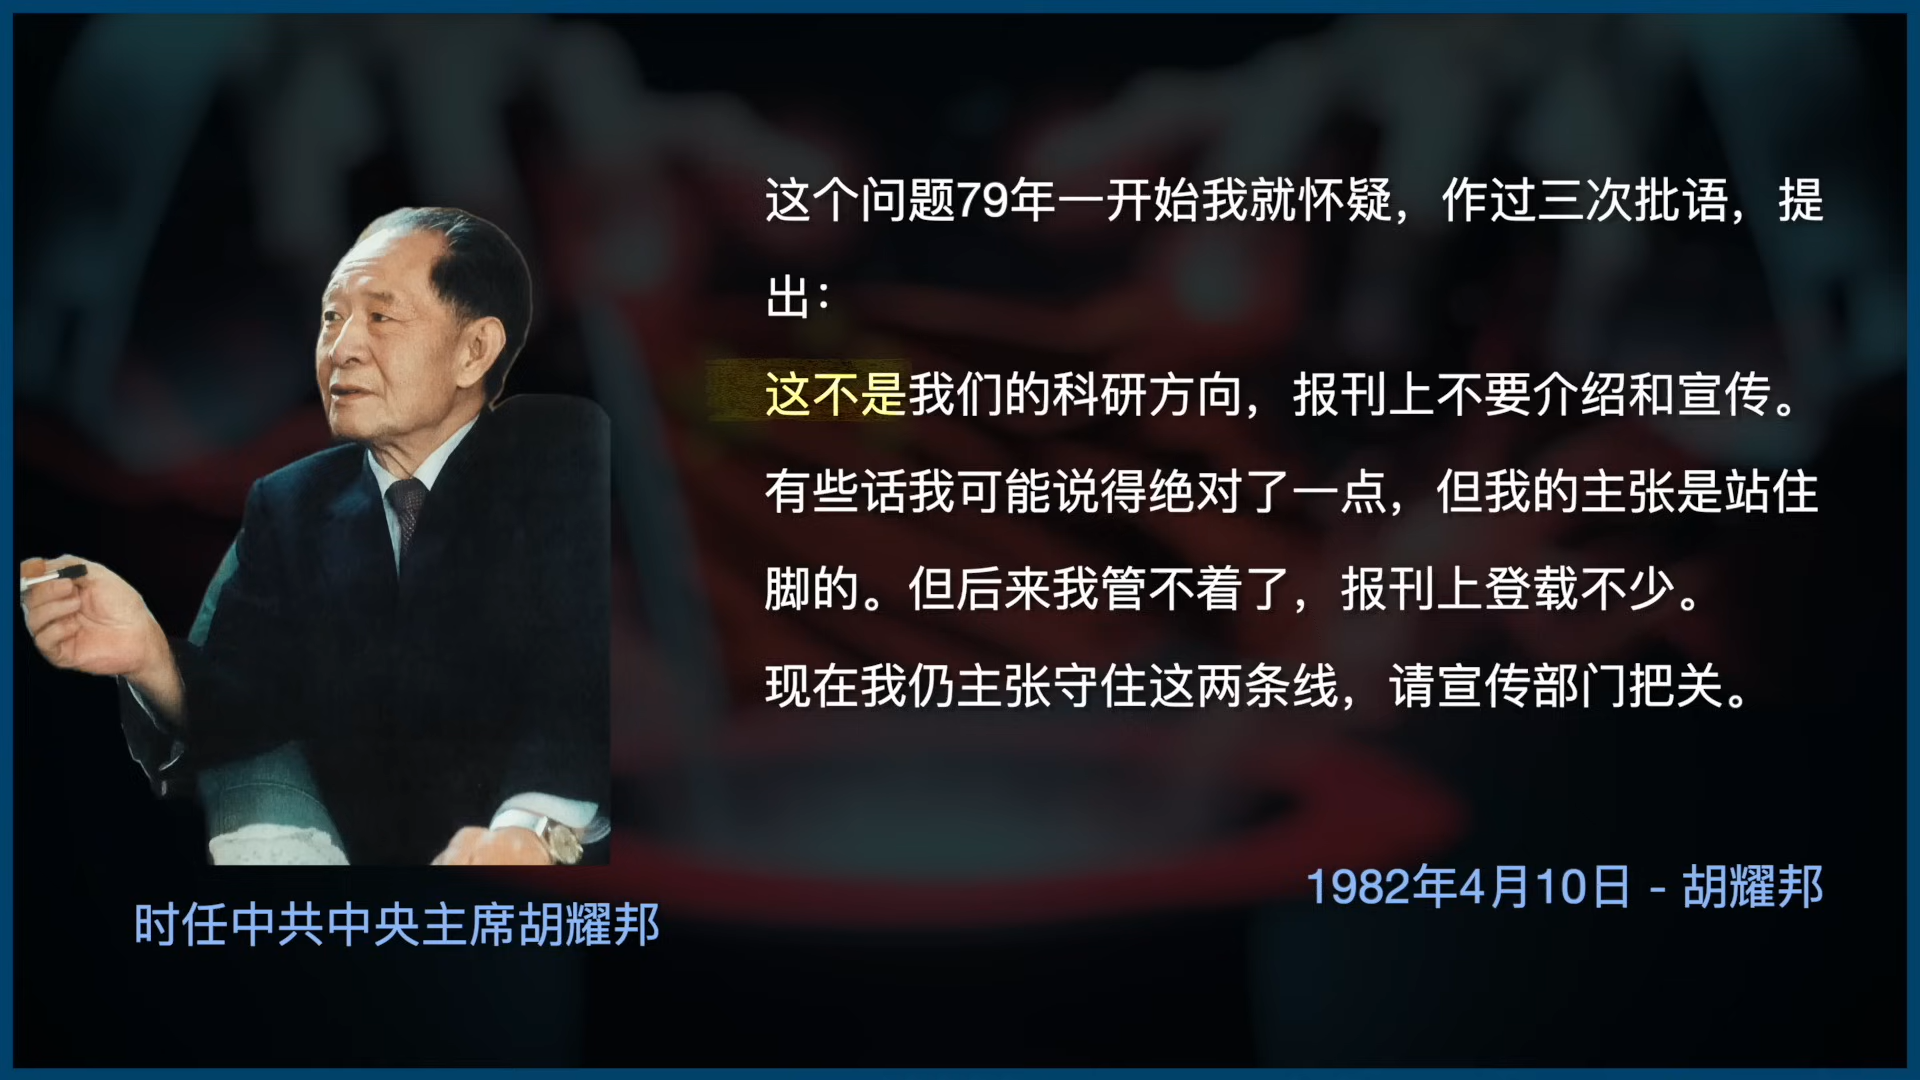 这个问题79年一开始我就怀疑，作过三次批语，提
出：
这不是我们的科研方向，报刊上不要介绍和宣传。
有些话我可能说得绝对了一点，但我的主张是站住
脚的。但后来我管不着了，报刊上登载不少。
现在我仍主张守住这两条线，请宣传部门把关。
1982年4月10日 - 胡耀邦
时任中共中央主席胡耀邦